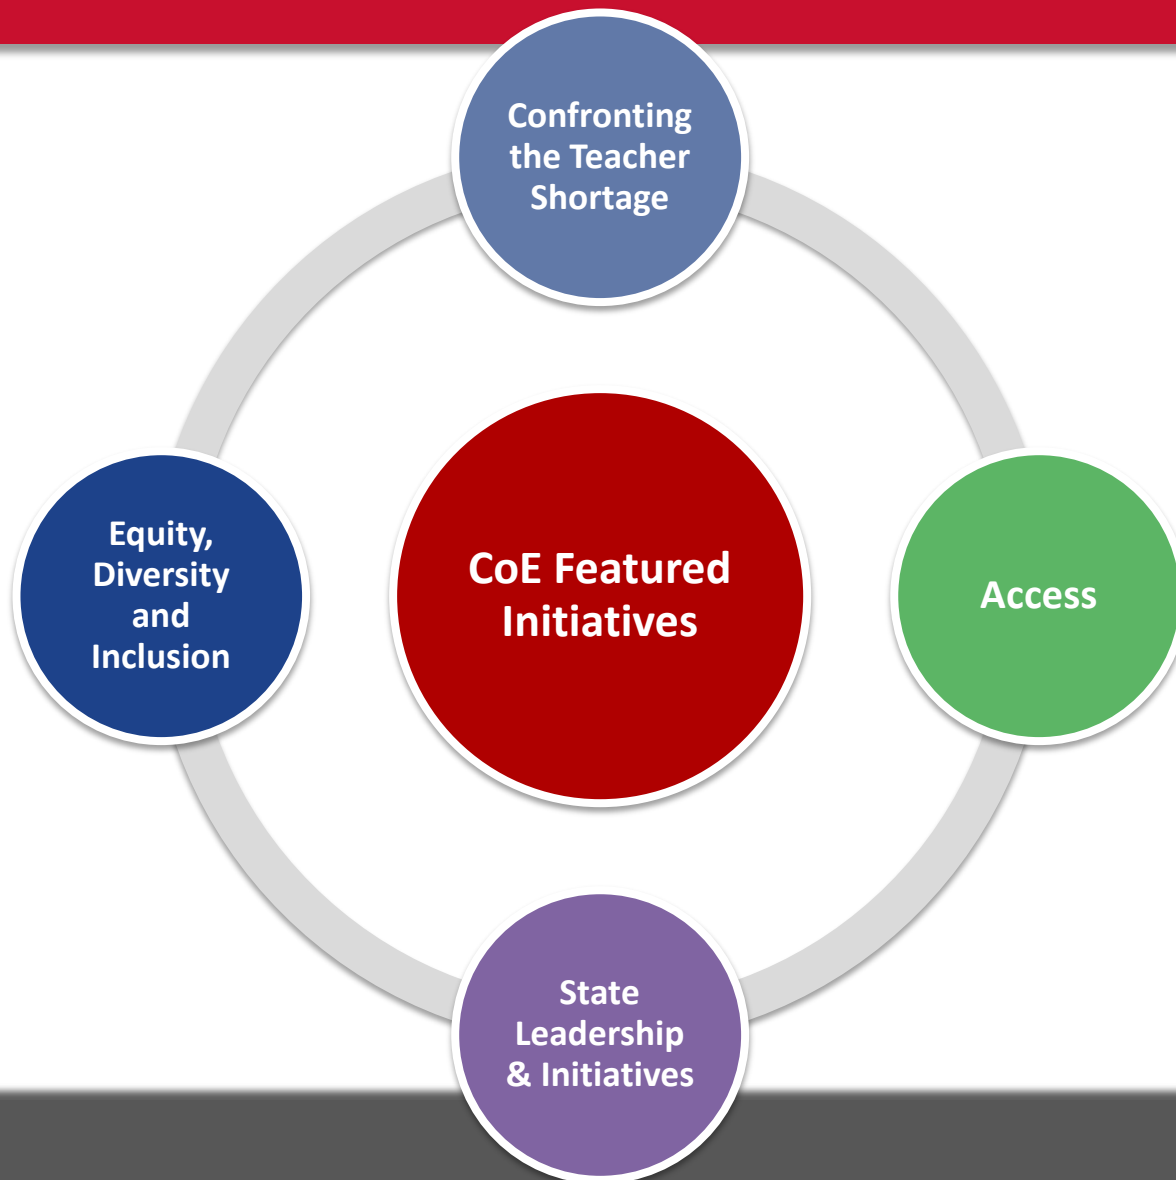 Confronting
the Teacher
Shortage
Equity,
Diversity
and
Inclusion
CoE Featured
Initiatives
Access
State
Leadership
& Initiatives